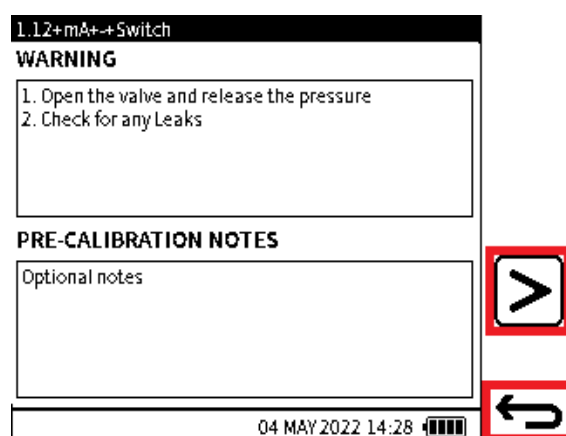 1.12+mA+-+Switch
WARNING
1. Open the valve and release the pressure
2. Check for any Leaks
PRE-CALIBRATION NOTES
Optional notes
04 MAY 2022 14:28